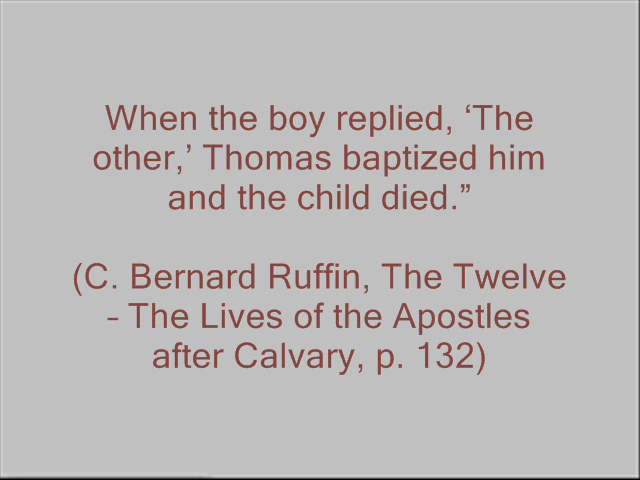 When the boy replied, ‘The
other,’ Thomas baptized him
and the child died.”
(C. Bernard Ruffin, The Twelve
– The Lives of the Apostles
after Calvary, p. 132)